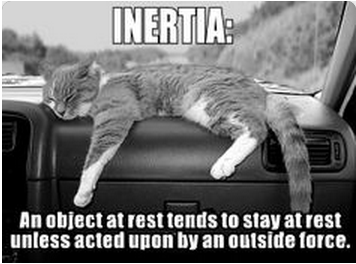 INERTIA:
An object at rest tends to stay at rest
unless acted upon by an outside force.